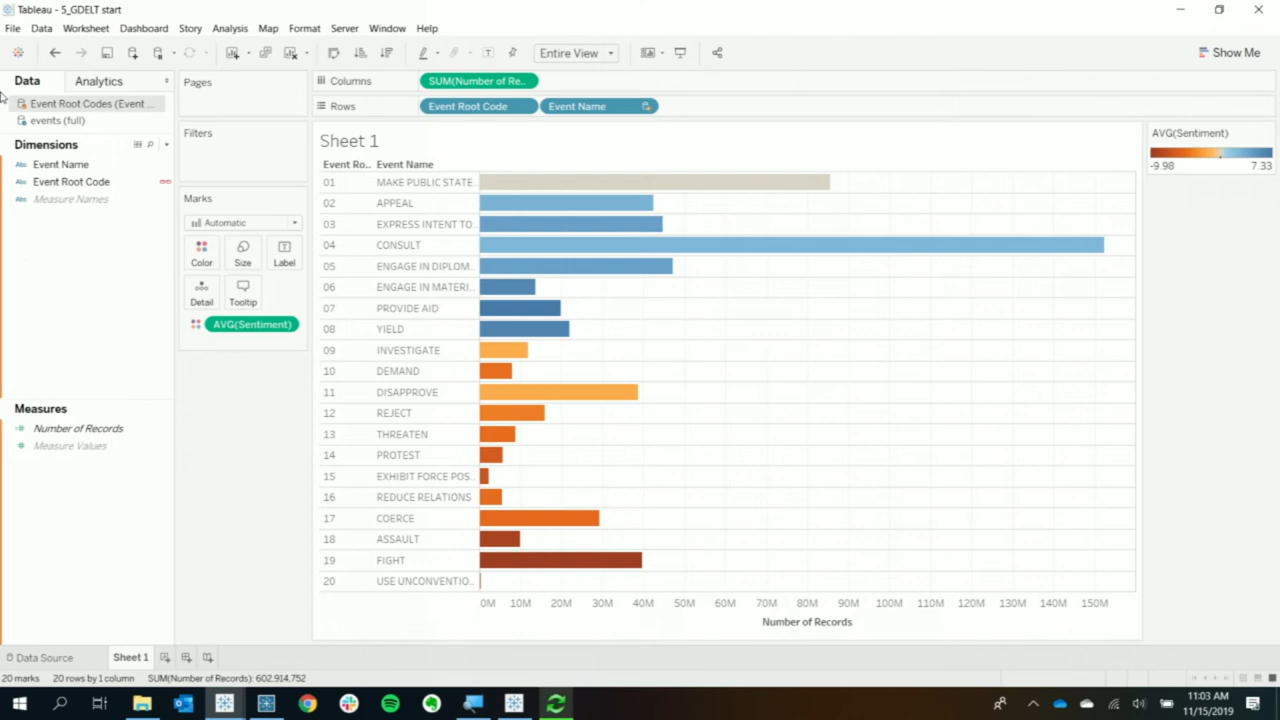 Tableau - 5_GDELT start
File Data Worksheet Dashboard Story Analysis Map Format Server Window Help
Entire View
Show Me
Data Analytics
Event Root Codes (Event ...
events (full)
Dimensions
Abc Event Name
Abc Event Root Code
Abc Measure Names
Measures
=# Number of Records
# Measure Values
Pages
Filters
Marks
Automatic
Color Size Label
Detail Tooltip
AVG(Sentiment)
Columns SUM(Number of Re..
Rows Event Root Code Event Name
Sheet 1
Event Ro.. Event Name
01 MAKE PUBLIC STATE..
02 APPEAL
03 EXPRESS INTENT TO..
04 CONSULT
05 ENGAGE IN DIPLOM..
06 ENGAGE IN MATERI..
07 PROVIDE AID
08 YIELD
09 INVESTIGATE
10 DEMAND
11 DISAPPROVE
12 REJECT
13 THREATEN
14 PROTEST
15 EXHIBIT FORCE POS..
16 REDUCE RELATIONS
17 COERCE
18 ASSAULT
19 FIGHT
20 USE UNCONVENTIO..
0M 10M 20M 30M 40M 50M 60M 70M 80M 90M 100M 110M 120M 130M 140M 150M
Number of Records
AVG(Sentiment)
-9.98 7.33
Data Source Sheet 1
20 marks 20 rows by 1 column SUM(Number of Records): 602,914,752
11:03 AM
11/15/2019